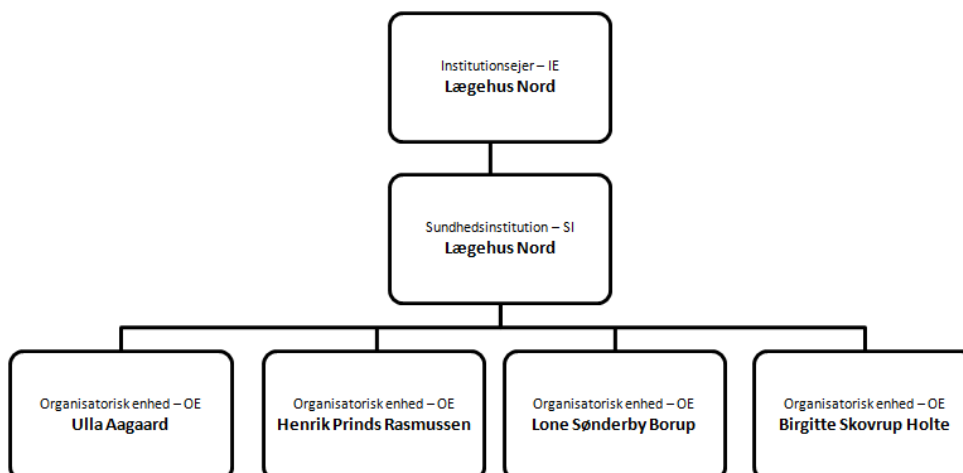 Institutionsejer – IE
Lægehus Nord
Sundhedsinstitution – SI
Lægehus Nord
Organisatorisk enhed – OE
Ulla Aagaard
Organisatorisk enhed – OE
Henrik Prinds Rasmussen
Organisatorisk enhed – OE
Lone Sønderby Borup
Organisatorisk enhed – OE
Birgitte Skovrup Holte